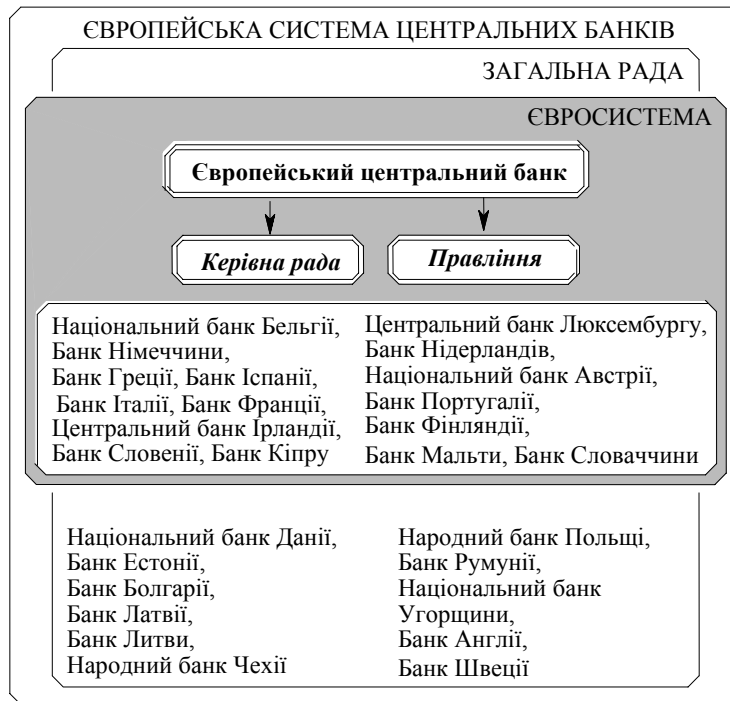 ЄВРОПЕЙСЬКА СИСТЕМА ЦЕНТРАЛЬНИХ БАНКІВ
ЗАГАЛЬНА РАДА
ЄВРОСИСТЕМА
Європейський центральний банк
Керівна рада
Правління
Національний банк Бельгії,
Банк Німеччини,
Банк Греції, Банк Іспанії,
Банк Італії, Банк Франції,
Центральний банк Ірландії,
Банк Словенії, Банк Кіпру
Центральний банк Люксембургу,
Банк Нідерландів,
Національний банк Австрії,
Банк Португалії,
Банк Фінляндії,
Банк Мальти, Банк Словаччини
Національний банк Данії,
Банк Естонії,
Банк Болгарії,
Банк Латвії,
Банк Литви,
Народний банк Чехії
Народний банк Польщі,
Банк Румунії,
Національний банк
Угорщини,
Банк Англії,
Банк Швеції